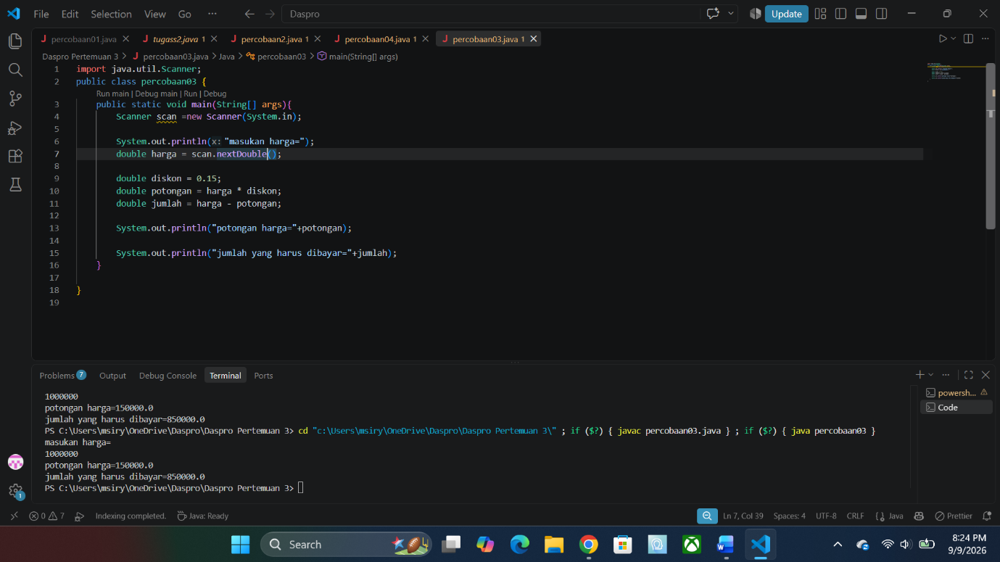 File Edit Selection View Go ··· Daspro Update
percobaan01.java tugass2.java 1 percobaan2.java 1 percobaan04.java 1 percobaan03.java 1
Daspro Pertemuan 3 > percobaan03.java > Java > percobaan03 > main(String[] args)
1 import java.util.Scanner;
2 public class percobaan03 {
Run main | Debug main | Run | Debug
3 public static void main(String[] args){
4 Scanner scan =new Scanner(System.in);
5
6 System.out.println(x: "masukan harga=");
7 double harga = scan.nextDouble();
8
9 double diskon = 0.15;
10 double potongan = harga * diskon;
11 double jumlah = harga - potongan;
12
13 System.out.println("potongan harga="+potongan);
14
15 System.out.println("jumlah yang harus dibayar="+jumlah);
16 }
17
18 }
19
Problems 7 Output Debug Console Terminal Ports
1000000
potongan harga=150000.0
jumlah yang harus dibayar=850000.0
PS C:\Users\msiry\OneDrive\Daspro\Daspro Pertemuan 3> cd "c:\Users\msiry\OneDrive\Daspro\Daspro Pertemuan 3\" ; if ($?) { javac percobaan03.java } ; if ($?) { java percobaan03 }
masukan harga=
1000000
potongan harga=150000.0
jumlah yang harus dibayar=850000.0
PS C:\Users\msiry\OneDrive\Daspro\Daspro Pertemuan 3>
powersh...
Code
1
0 7 Indexing completed. Java: Ready Ln 7, Col 39 Spaces: 4 UTF-8 CRLF Java Prettier
Search
8:24 PM
9/9/2026